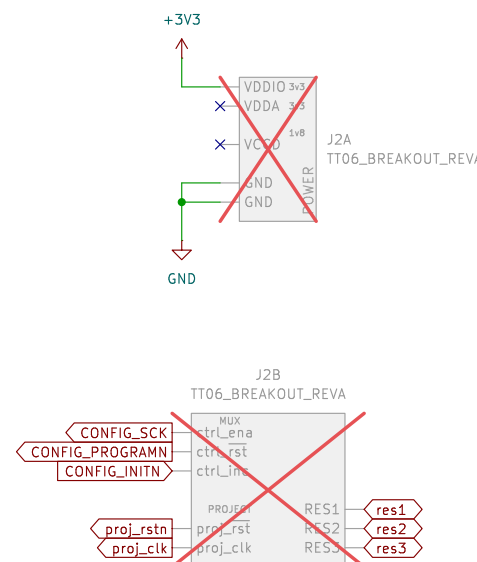 +3V3
VDDIO 3v3
VDDA 3v3
1v8
VCCD
J2A
TT06_BREAKOUT_REVA
GND
GND
POWER
GND
J2B
TT06_BREAKOUT_REVA
MUX
CONFIG_SCK ctrl_ena
CONFIG_PROGRAMN ctrl_rst
CONFIG_INITN ctrl_inc
PROJECT RES1 res1
proj_rstn proj_rst RES2 res2
proj_clk proj_clk RES3 res3